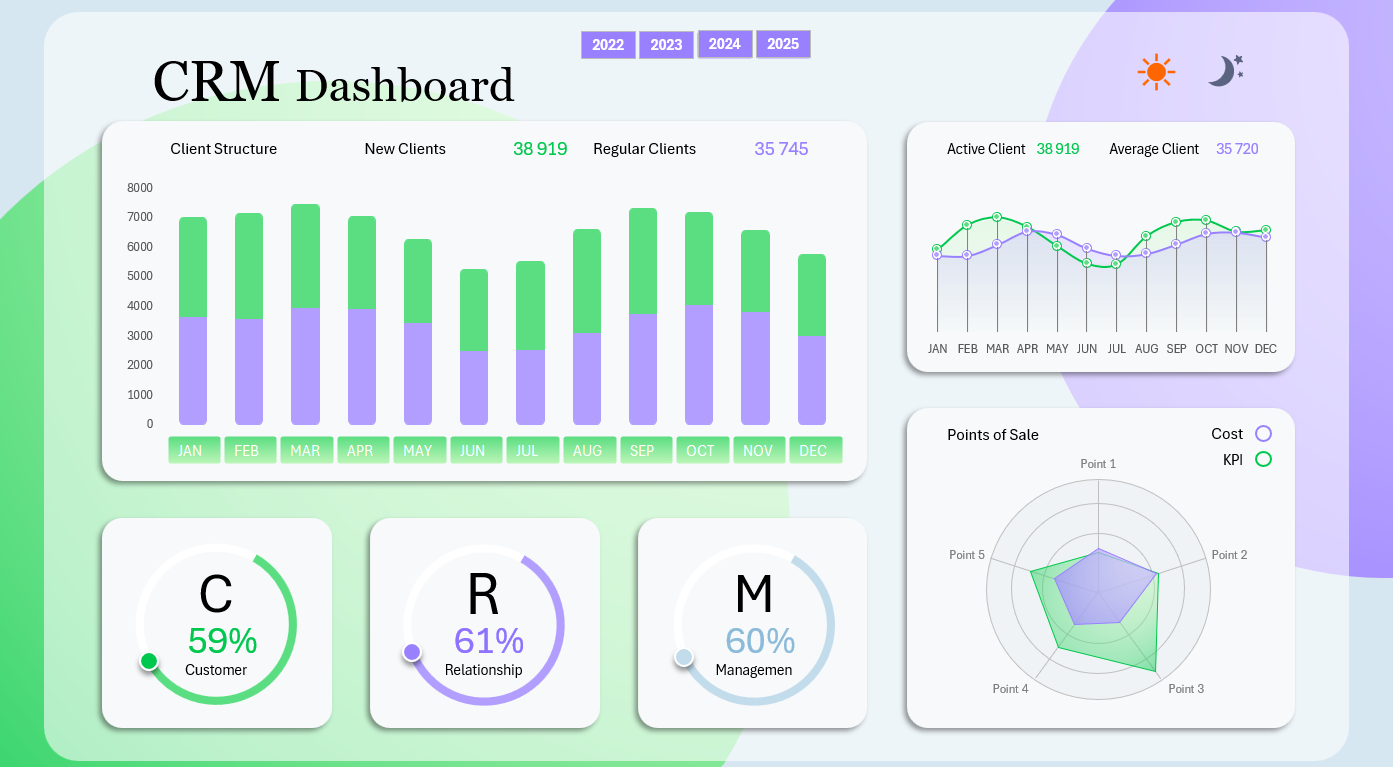 2022 2023 2024 2025
CRM Dashboard
Client Structure New Clients 38 919 Regular Clients 35 745
8000
7000
6000
5000
4000
3000
2000
1000
0
JAN FEB MAR APR MAY JUN JUL AUG SEP OCT NOV DEC
Active Client 38 919 Average Client 35 720
JAN FEB MAR APR MAY JUN JUL AUG SEP OCT NOV DEC
C
59%
Customer
R
61%
Relationship
M
60%
Managemen
Points of Sale
Cost
KPI
Point 1
Point 2
Point 3
Point 4
Point 5